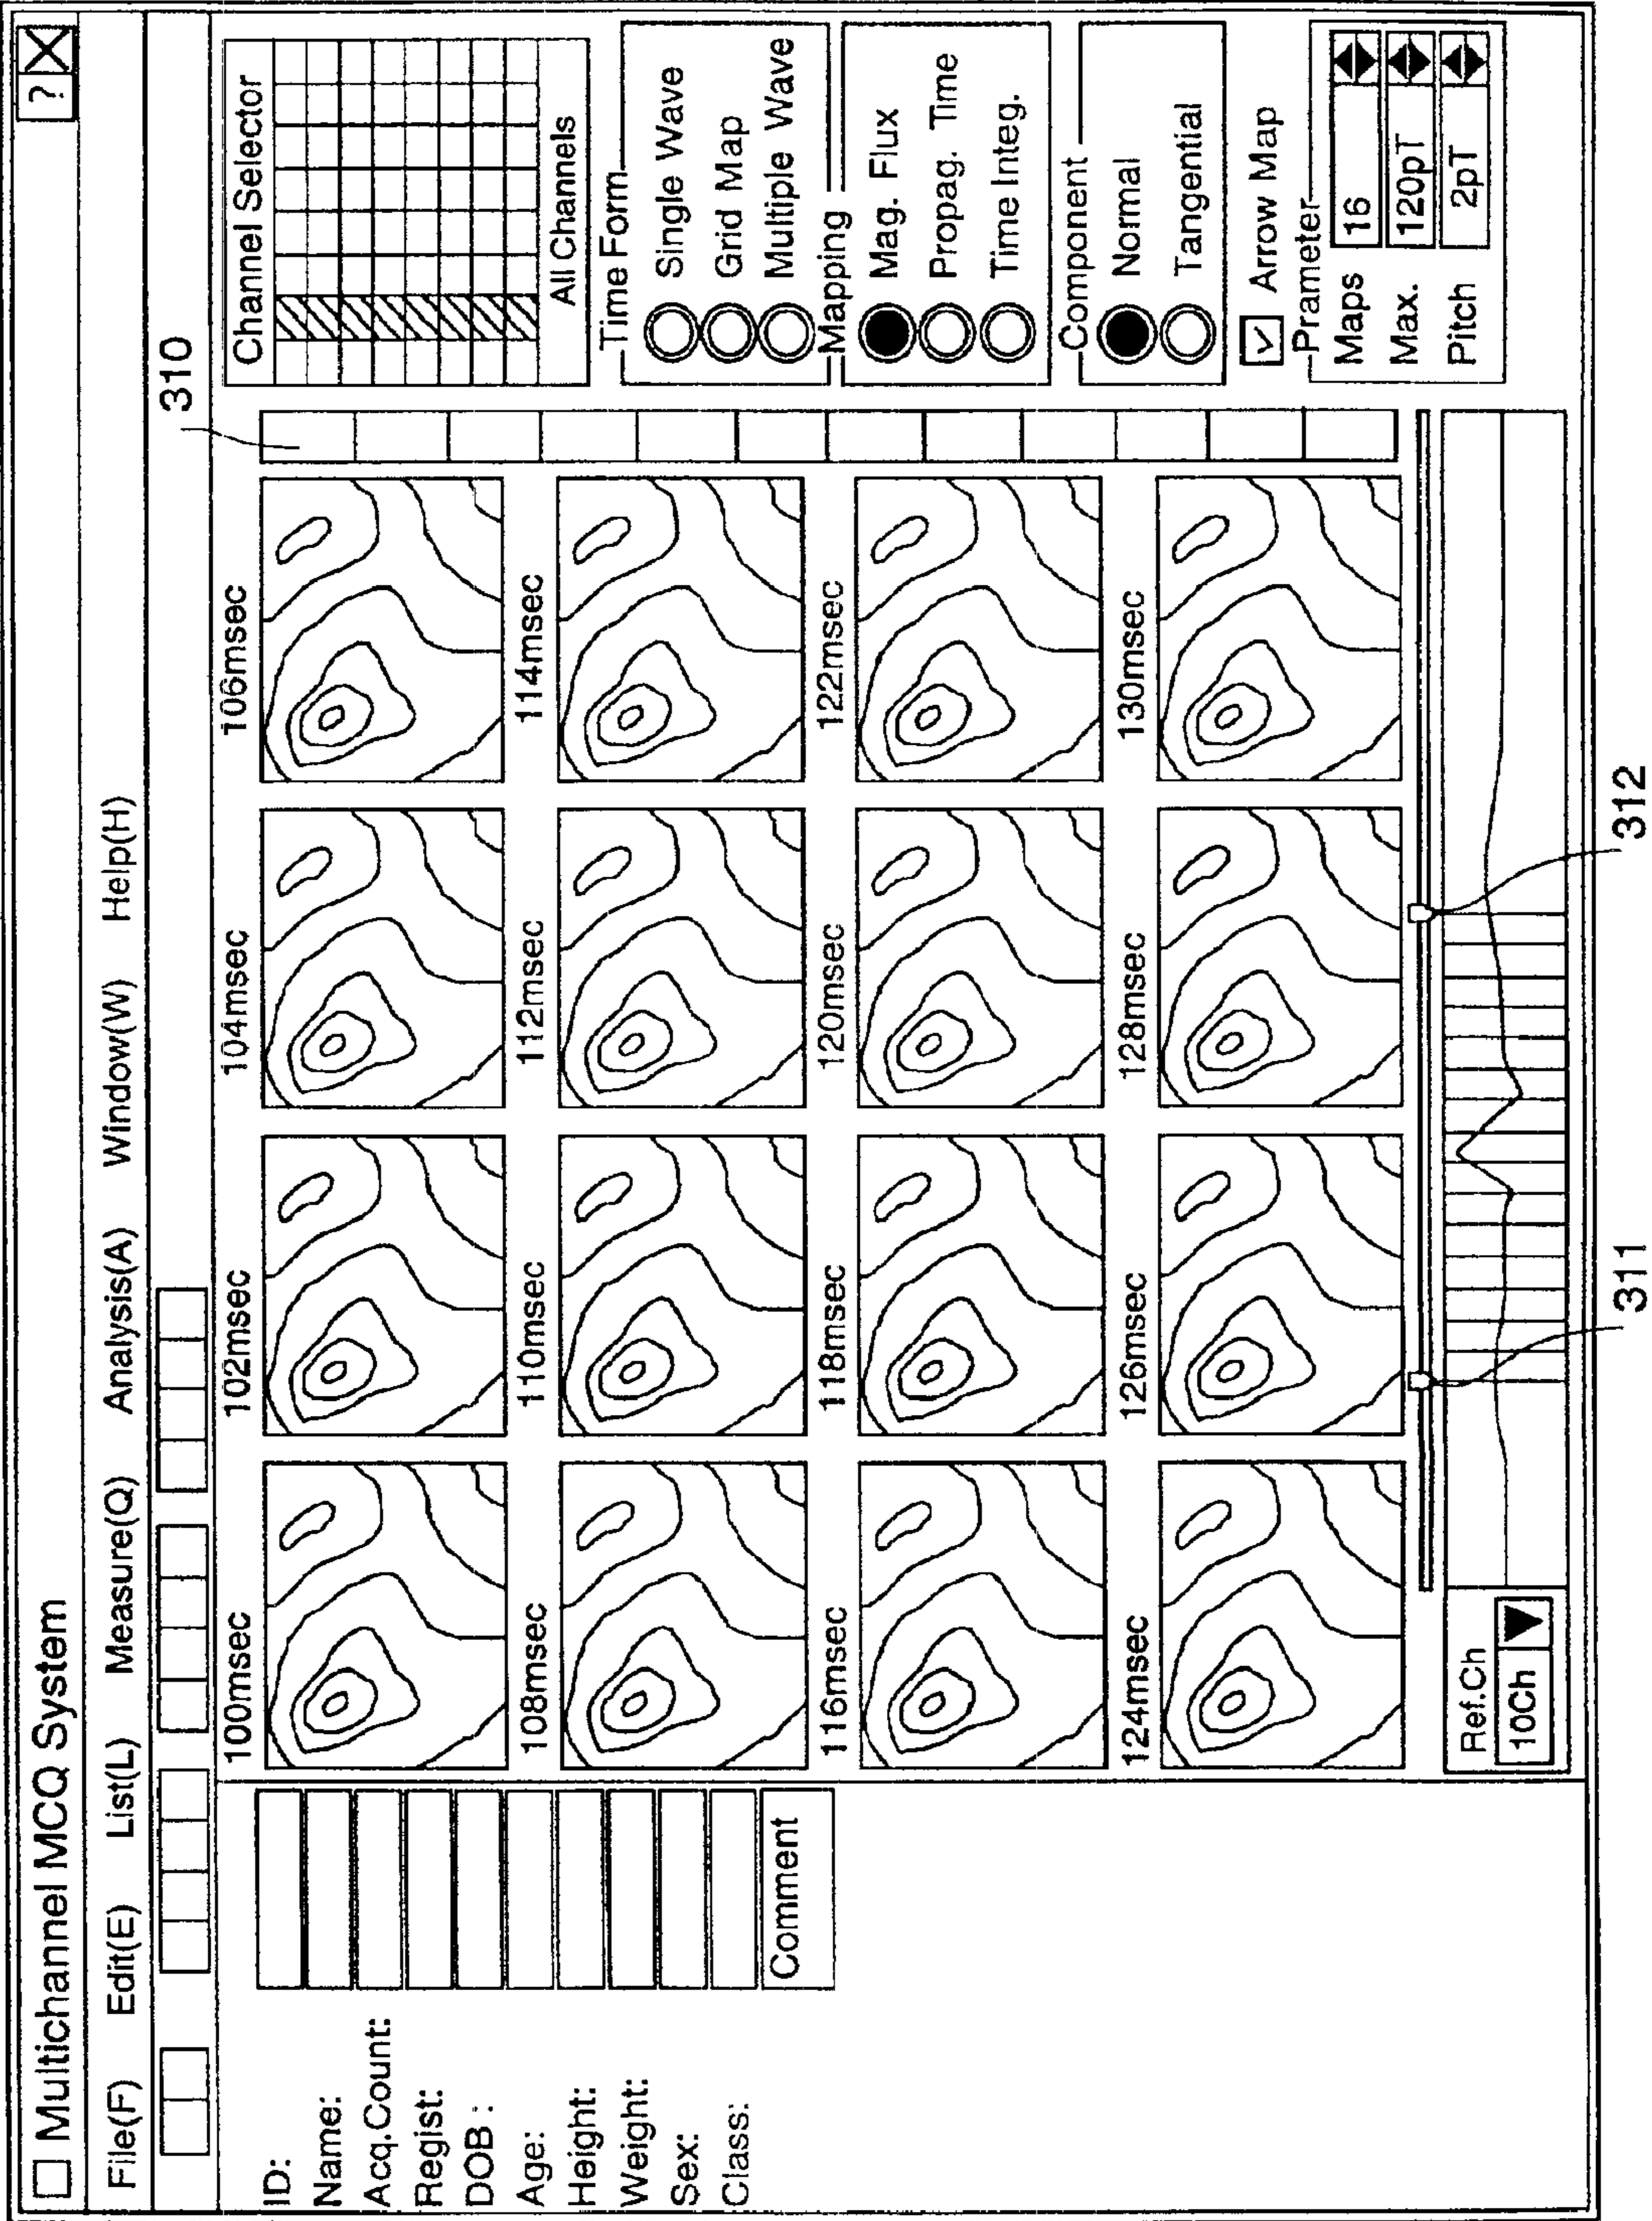 Multichannel MCQ System
? X
File(F) Edit(E) List(L) Measure(Q) Analysis(A) Window(W) Help(H)
310
ID:
Name:
Acq.Count:
Regist:
DOB :
Age:
Height:
Weight:
Sex:
Class:
Comment
100msec 102msec 104msec 106msec
108msec 110msec 112msec 114msec
116msec 118msec 120msec 122msec
124msec 126msec 128msec 130msec
Ref.Ch
10Ch
Channel Selector
All Channels
Time Form
Single Wave
Grid Map
Multiple Wave
Mapping
Mag. Flux
Propag. Time
Time Integ.
Component
Normal
Tangential
Arrow Map
Prameter
Maps 16
Max. 120pT
Pitch 2pT
311
312